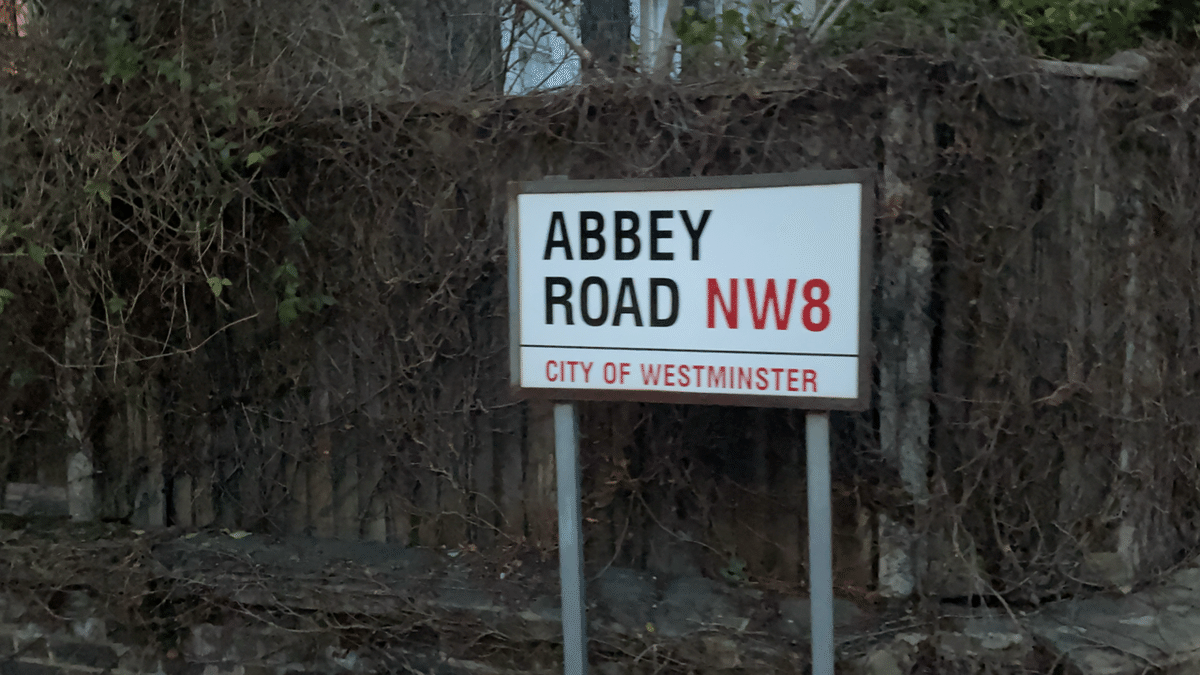 ABBEY
ROAD NW8
CITY OF WESTMINSTER